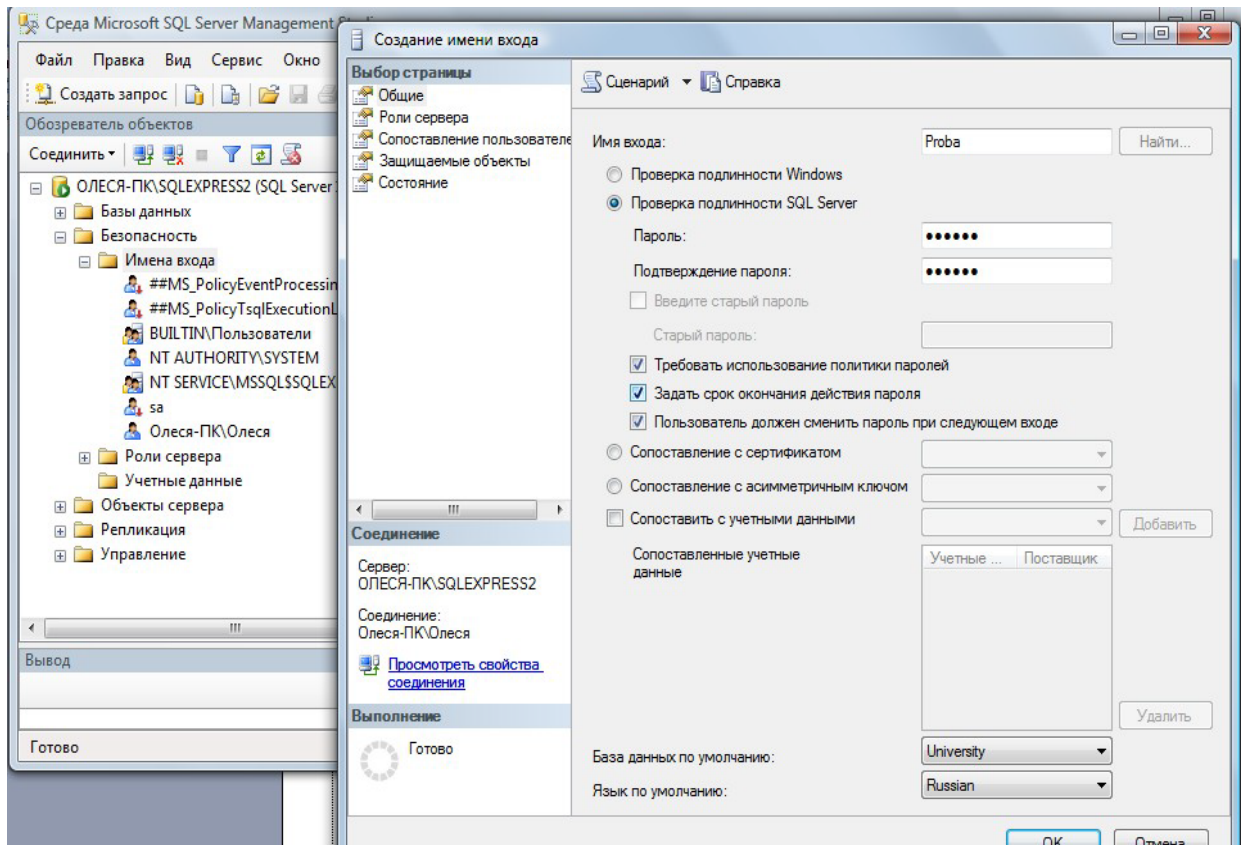 Среда Microsoft SQL Server Management
Файл Правка Вид Сервис Окно
Создать запрос
Обозреватель объектов
Соединить
ОЛЕСЯ-ПК\SQLEXPRESS2 (SQL Server
Базы данных
Безопасность
Имена входа
##MS_PolicyEventProcessin
##MS_PolicyTsqlExecutionL
BUILTIN\Пользователи
NT AUTHORITY\SYSTEM
NT SERVICE\MSSQL$SQLEX
sa
Олеся-ПК\Олеся
Роли сервера
Учетные данные
Объекты сервера
Репликация
Управление
Вывод
Готово
Создание имени входа
Выбор страницы
Общие
Роли сервера
Сопоставление пользователе
Защищаемые объекты
Состояние
Соединение
Сервер:
ОЛЕСЯ-ПК\SQLEXPRESS2
Соединение:
Олеся-ПК\Олеся
Просмотреть свойства
соединения
Выполнение
Готово
Сценарий Справка
Имя входа: Proba Найти...
Проверка подлинности Windows
Проверка подлинности SQL Server
Пароль: ••••••
Подтверждение пароля: ••••••
Введите старый пароль
Старый пароль:
Требовать использование политики паролей
Задать срок окончания действия пароля
Пользователь должен сменить пароль при следующем входе
Сопоставление с сертификатом
Сопоставление с асимметричным ключом
Сопоставить с учетными данными Добавить
Сопоставленные учетные Учетные ... Поставщик
данные
Удалить
База данных по умолчанию: University
Язык по умолчанию: Russian
OK Отмена